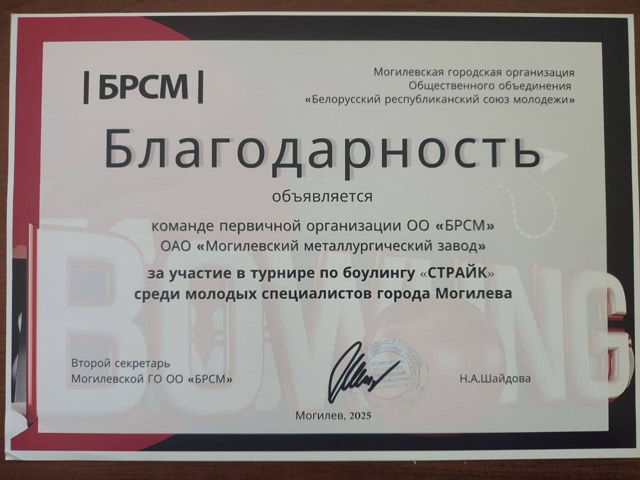 |БРСМ|
Могилевская городская организация
Общественного объединения
«Белорусский республиканский союз молодежи»
Благодарность
объявляется
команде первичной организации ОО «БРСМ»
ОАО «Могилевский металлургический завод»
за участие в турнире по боулингу «СТРАЙК»
среди молодых специалистов города Могилева
BOWLING
Второй секретарь
Могилевской ГО ОО «БРСМ»
Н.А.Шайдова
Могилев, 2025